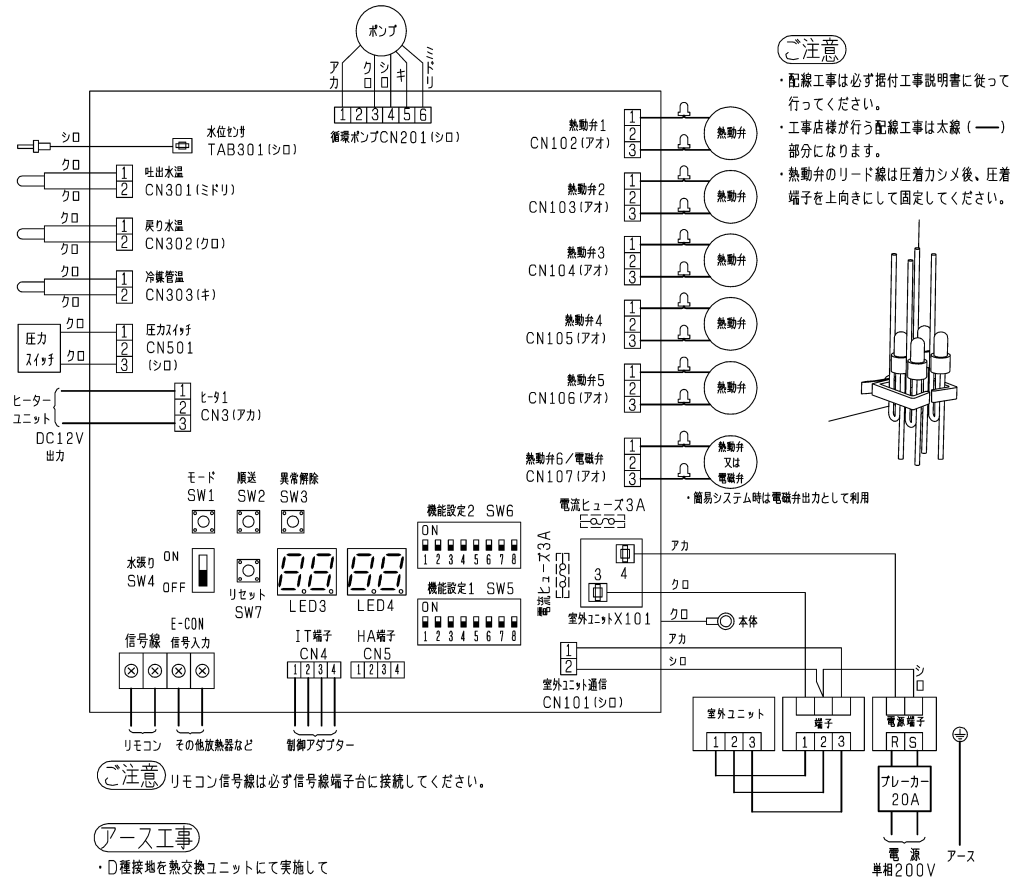 ポンプ
アカ
クロ
シロ
キ
ミドリ
1 2 3 4 5 6
循環ポンプCN201(シロ)
ご注意
・配線工事は必ず据付工事説明書に従って
行ってください。
・工事店様が行う配線工事は太線(━━)
部分になります。
・熱動弁のリード線は圧着カシメ後、圧着
端子を上向きにして固定してください。
シロ
水位センサ
TAB301(シロ)
クロ
クロ
1
2
吐出水温
CN301(ミドリ)
クロ
クロ
1
2
戻り水温
CN302(クロ)
クロ
クロ
1
2
冷媒管温
CN303(キ)
圧力
スイッチ
クロ
クロ
1
2
3
圧力スイッチ
CN501
(シロ)
ヒーター
ユニット
DC12V
出力
1
2
3
ヒータ1
CN3(アカ)
熱動弁1
CN102(アオ)
1
2
3
熱動弁
熱動弁2
CN103(アオ)
1
2
3
熱動弁
熱動弁3
CN104(アオ)
1
2
3
熱動弁
熱動弁4
CN105(アオ)
1
2
3
熱動弁
熱動弁5
CN106(アオ)
1
2
3
熱動弁
熱動弁6/電磁弁
CN107(アオ)
1
2
3
熱動弁
又は
電磁弁
・簡易システム時は電磁弁出力として利用
モード
SW1
順送
SW2
異常解除
SW3
水張り
SW4
ON
OFF
リセット
SW7
88
LED3
88
LED4
機能設定2 SW6
ON
1 2 3 4 5 6 7 8
機能設定1 SW5
ON
1 2 3 4 5 6 7 8
電流ヒューズ3A
電流ヒューズ3A
4
3
室外ユニットX101
アカ
クロ
クロ
本体
アカ
シロ
シロ
1
2
室外ユニット通信
CN101(シロ)
信号線
E-CON
信号入力
リモコン
その他放熱器など
IT端子
CN4
1 2 3 4
制御アダプター
HA端子
CN5
1 2 3 4
室外ユニット
1 2 3
端子
1 2 3
電源端子
R S
ブレーカー
20A
電源
単相200V
アース
ご注意
リモコン信号線は必ず信号線端子台に接続してください。
アース工事
・D種接地を熱交換ユニットにて実施して